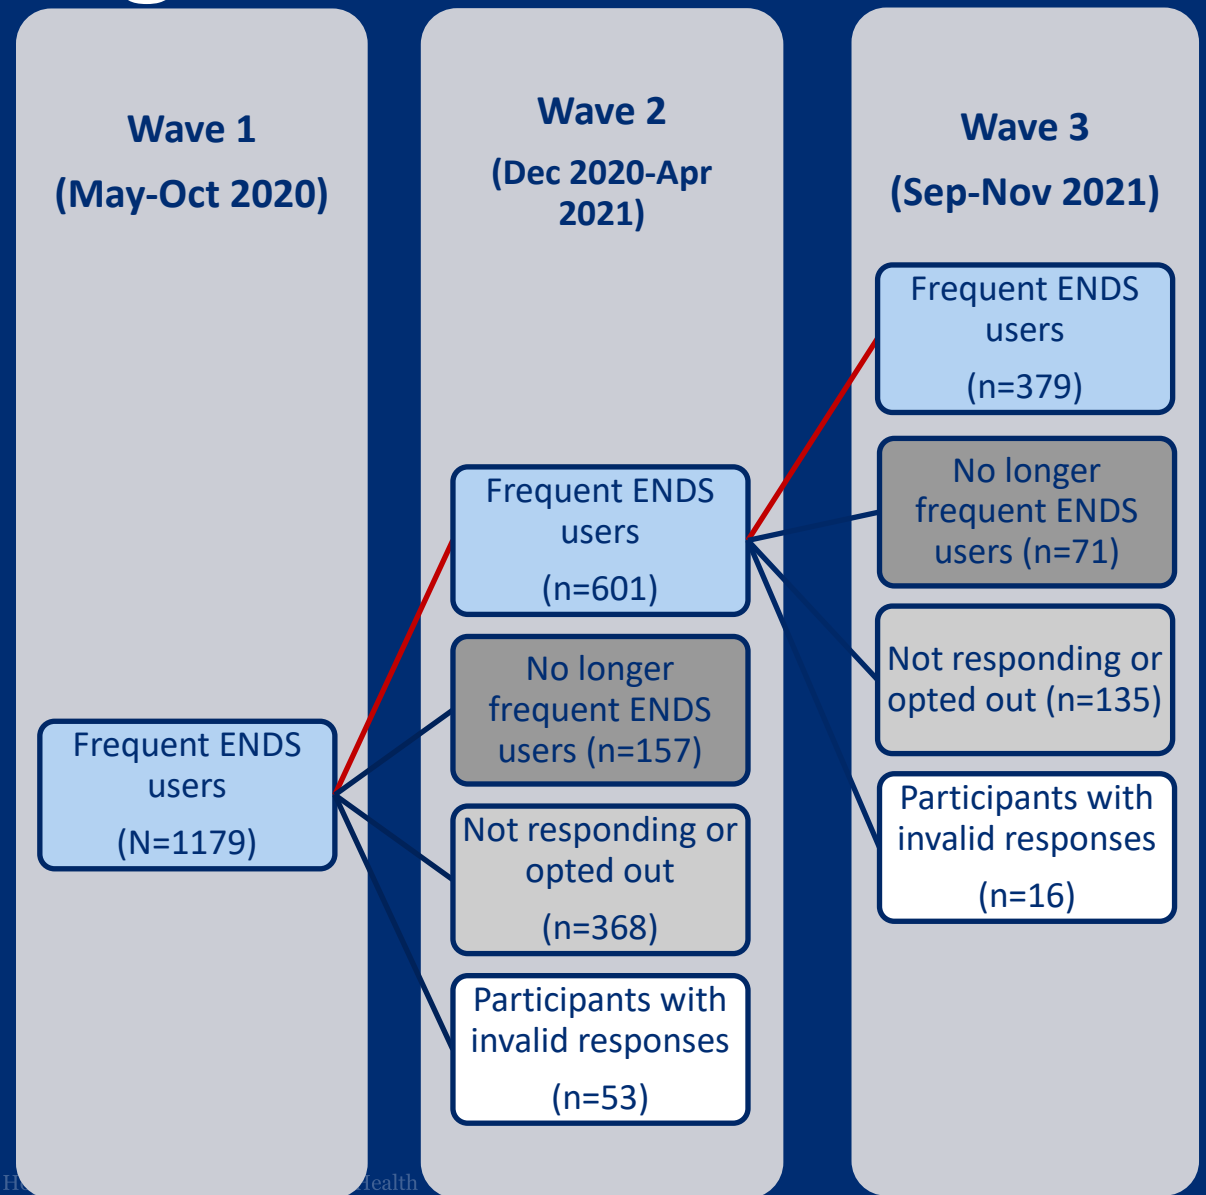 Wave 1
(May-Oct 2020)
Frequent ENDS
users
(N=1179)
Wave 2
(Dec 2020-Apr
2021)
Frequent ENDS
users
(n=601)
No longer
frequent ENDS
users (n=157)
Not responding or
opted out
(n=368)
Participants with
invalid responses
(n=53)
Wave 3
(Sep-Nov 2021)
Frequent ENDS
users
(n=379)
No longer
frequent ENDS
users (n=71)
Not responding or
opted out (n=135)
Participants with
invalid responses
(n=16)